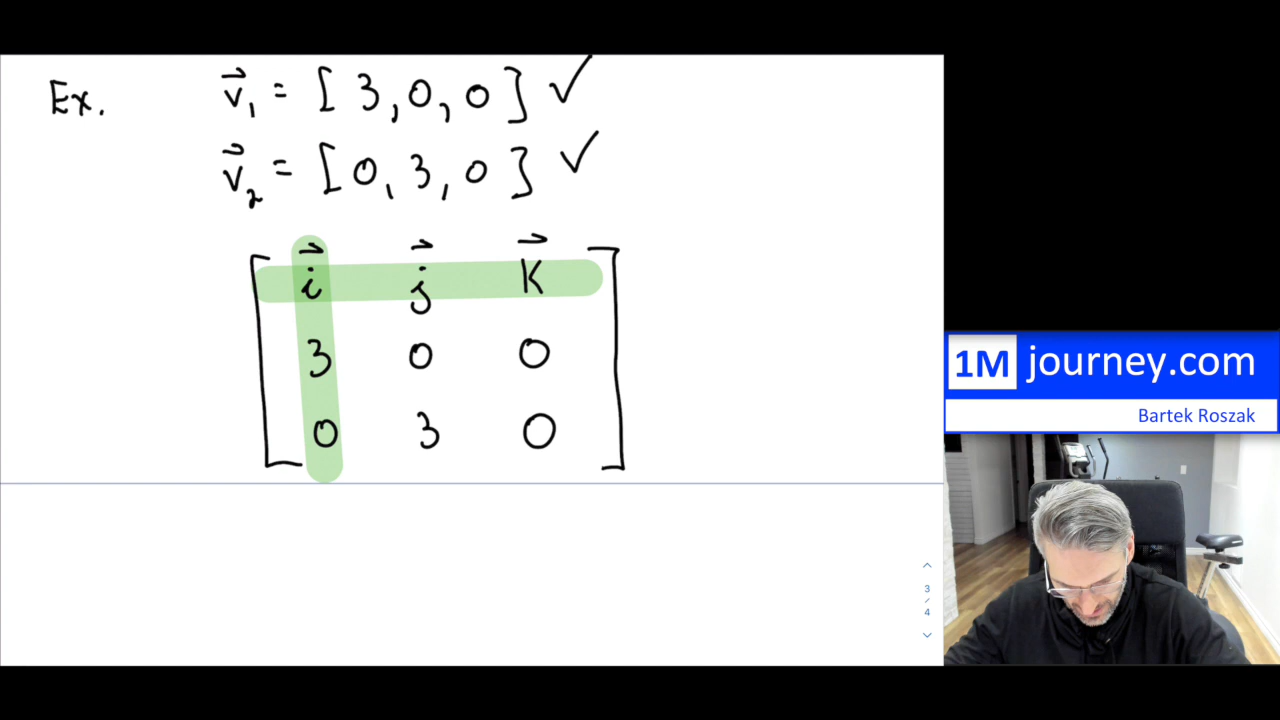 Ex. v⃗₁ = [ 3, 0, 0 ] ✓
v⃗₂ = [ 0, 3, 0 ] ✓
i⃗ j⃗ k⃗
3 0 0
0 3 0
1M journey.com
Bartek Roszak
3
/
4